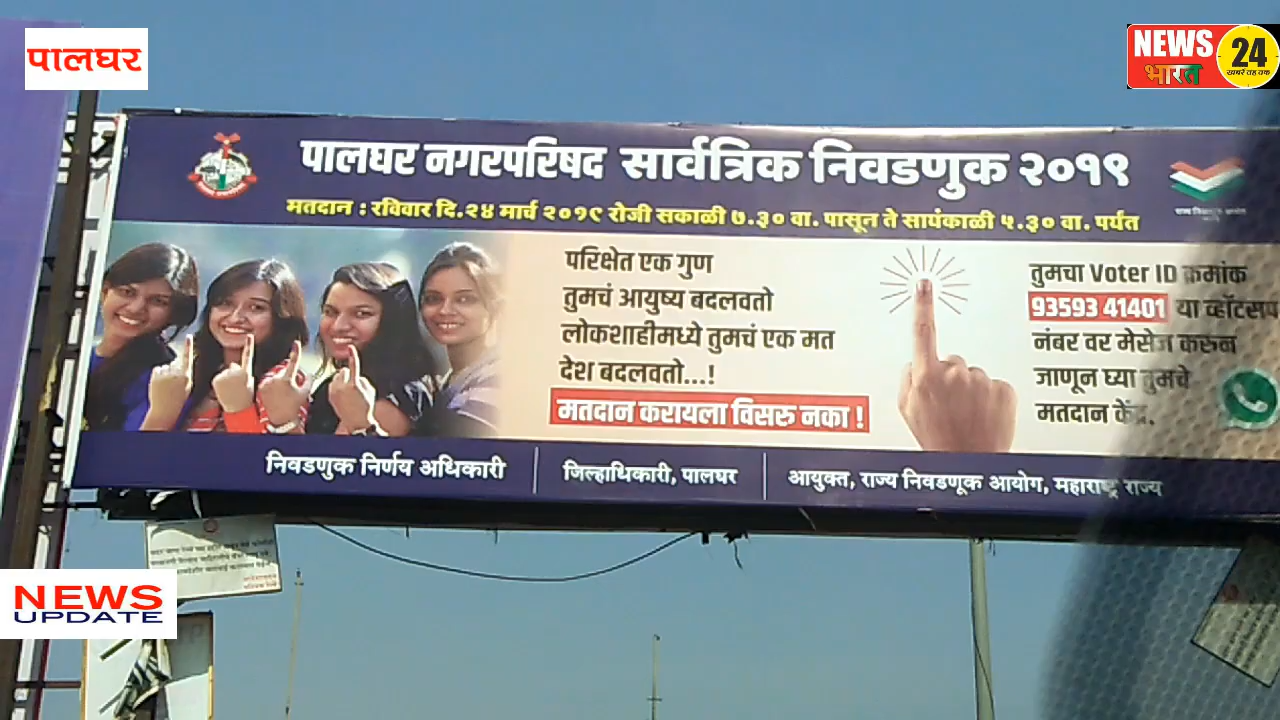 पालघर
NEWS
भारत
24
खबरें तह तक
पालघर नगरपरिषद सार्वत्रिक निवडणुक २०१९
मतदान : रविवार दि.२४ मार्च २०१९ रोजी सकाळी ७.३० वा. पासून ते सायंकाळी ५.३० वा. पर्यंत
परिक्षेत एक गुण
तुमचं आयुष्य बदलवतो
लोकशाहीमध्ये तुमचं एक मत
देश बदलवतो...!
मतदान करायला विसरु नका !
तुमचा Voter ID क्रमांक
93593 41401 या व्हॉटसप
नंबर वर मेसेज करुन
जाणून घ्या तुमचे
मतदान केंद्र.
निवडणुक निर्णय अधिकारी
जिल्हाधिकारी, पालघर
आयुक्त, राज्य निवडणूक आयोग, महाराष्ट्र राज्य
NEWS
UPDATE